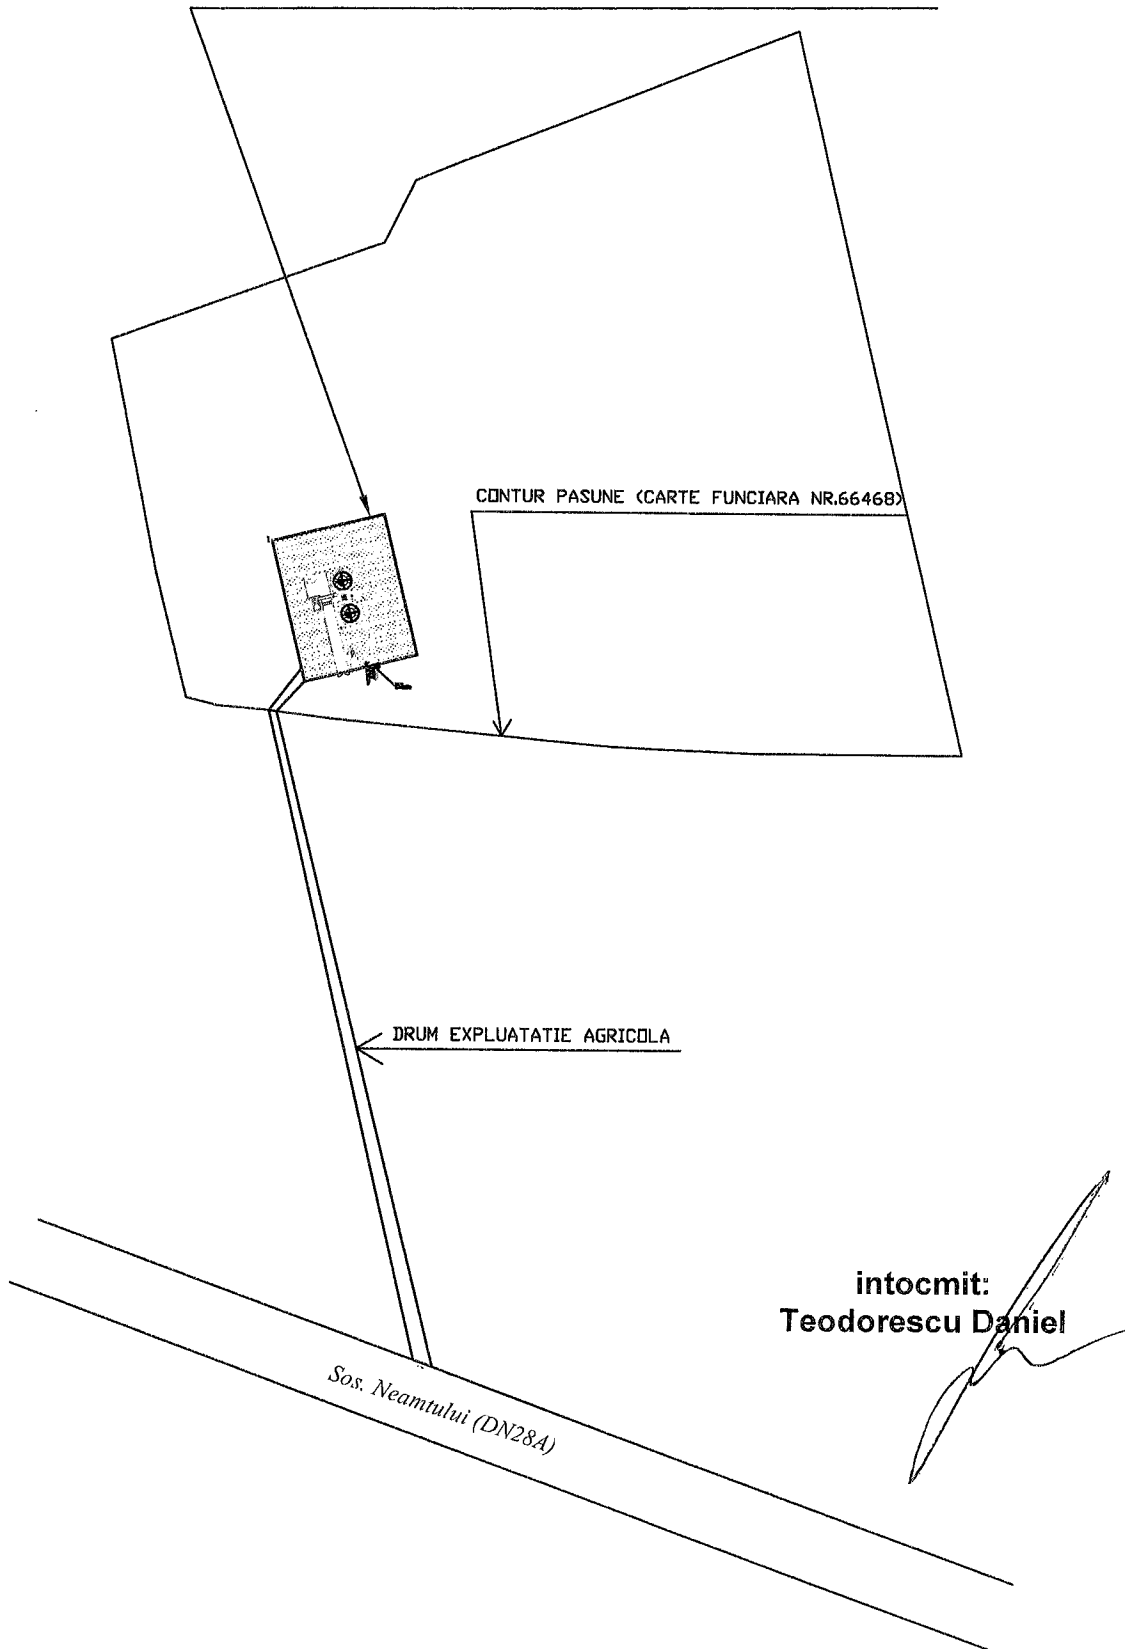 CONTUR PASUNE (CARTE FUNCIARA NR.66468)
DRUM EXPLUATATIE AGRICOLA
intocmit:
Teodorescu Daniel
Sos. Neamtului (DN28A)